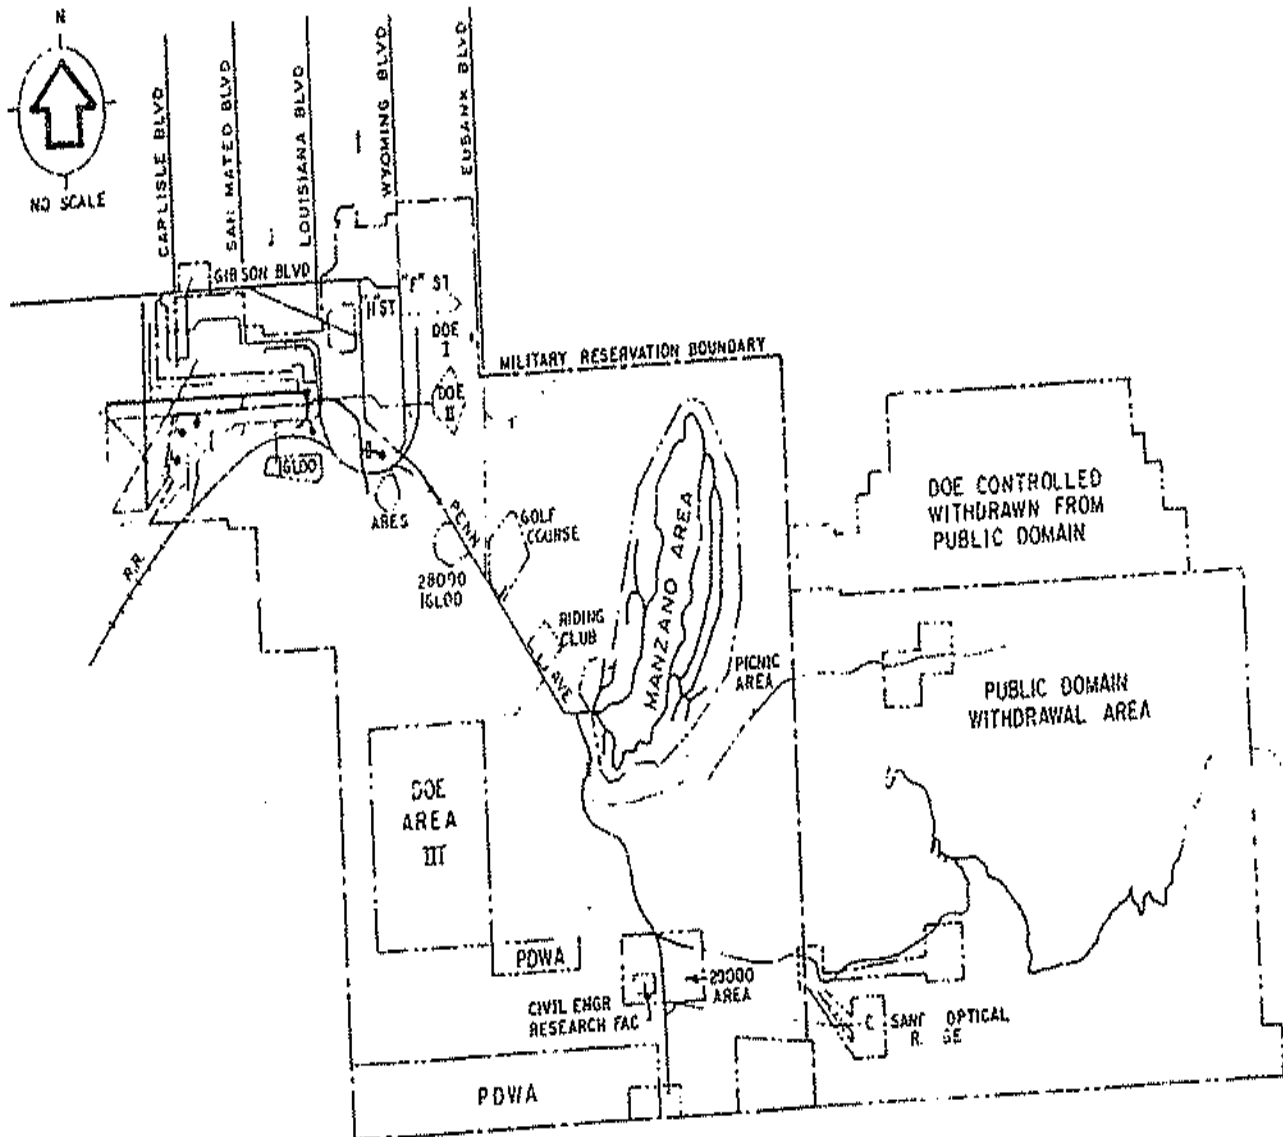 N
NO SCALE
CARLISLE BLVD
SAN MATEO BLVD
LOUISIANA BLVD
WYOMING BLVD
EUBANK BLVD
GIBSON BLVD
"F" ST
"H" ST
DOE
I
MILITARY RESERVATION BOUNDARY
DOE
II
IGLOO
ARES
PENN
AVE
GOLF
COURSE
28000
IGLOO
R.R.
RIDING
CLUB
MANZANO AREA
PICNIC
AREA
DOE CONTROLLED
WITHDRAWN FROM
PUBLIC DOMAIN
PUBLIC DOMAIN
WITHDRAWAL AREA
DOE
AREA
III
PDWA
29000
AREA
CIVIL ENGR
RESEARCH FAC
OPTICAL
PDWA